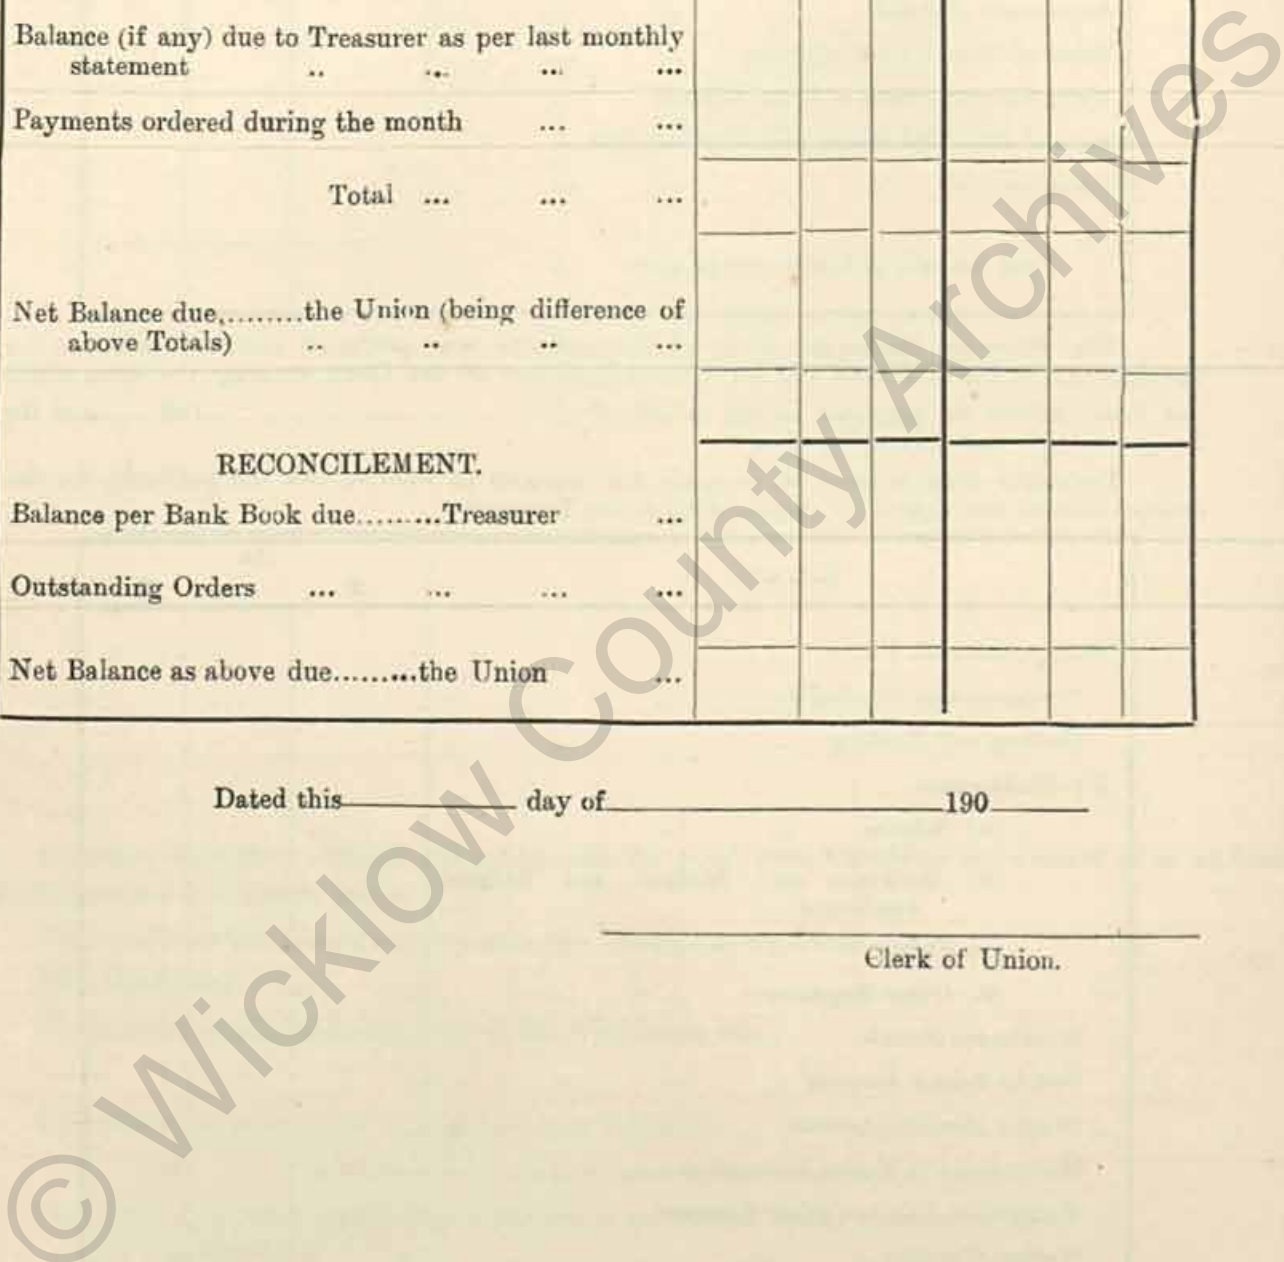 Balance (if any) due to Treasurer as per last monthly
statement .. ... ... ...
Payments ordered during the month ... ...
Total ... ... ...
Net Balance due.........the Union (being difference of
above Totals) .. .. .. ...
RECONCILEMENT.
Balance per Bank Book due.........Treasurer ...
Outstanding Orders ... ... ... ...
Net Balance as above due.........the Union ...
Dated this day of 190
Clerk of Union.
© Wicklow County Archives